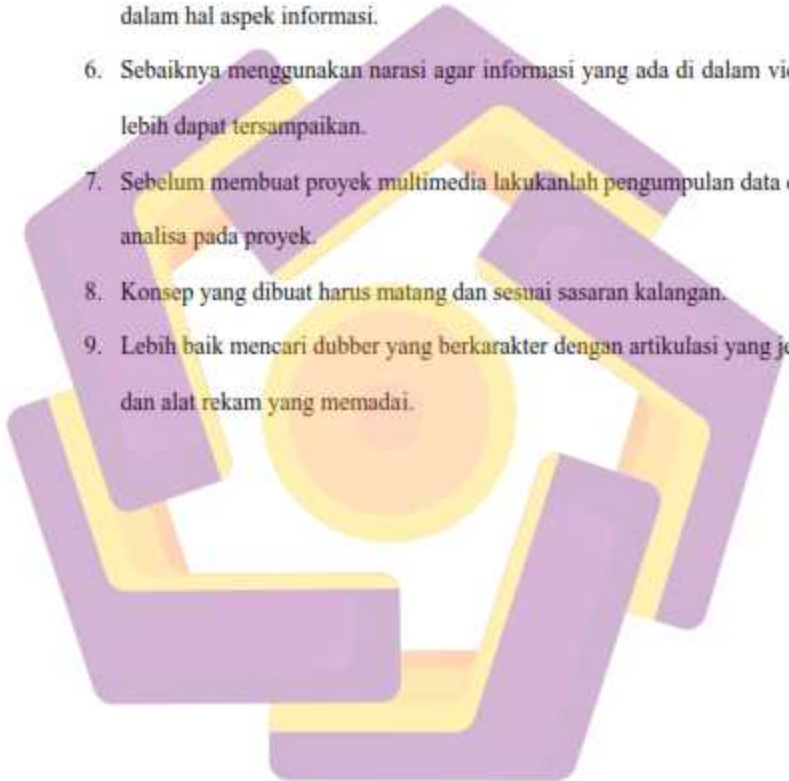 dalam hal aspek informasi.
6. Sebaiknya menggunakan narasi agar informasi yang ada di dalam
lebih dapat tersampaikan.
7. Sebelum membuat proyek multimedia lakukanlah pengumpulan data
analisa pada proyek.
8. Konsep yang dibuat harus matang dan sesuai sasaran kalangan.
9. Lebih baik mencari dubber yang berkarakter dengan artikulasi yang
dan alat rekam yang memadai.